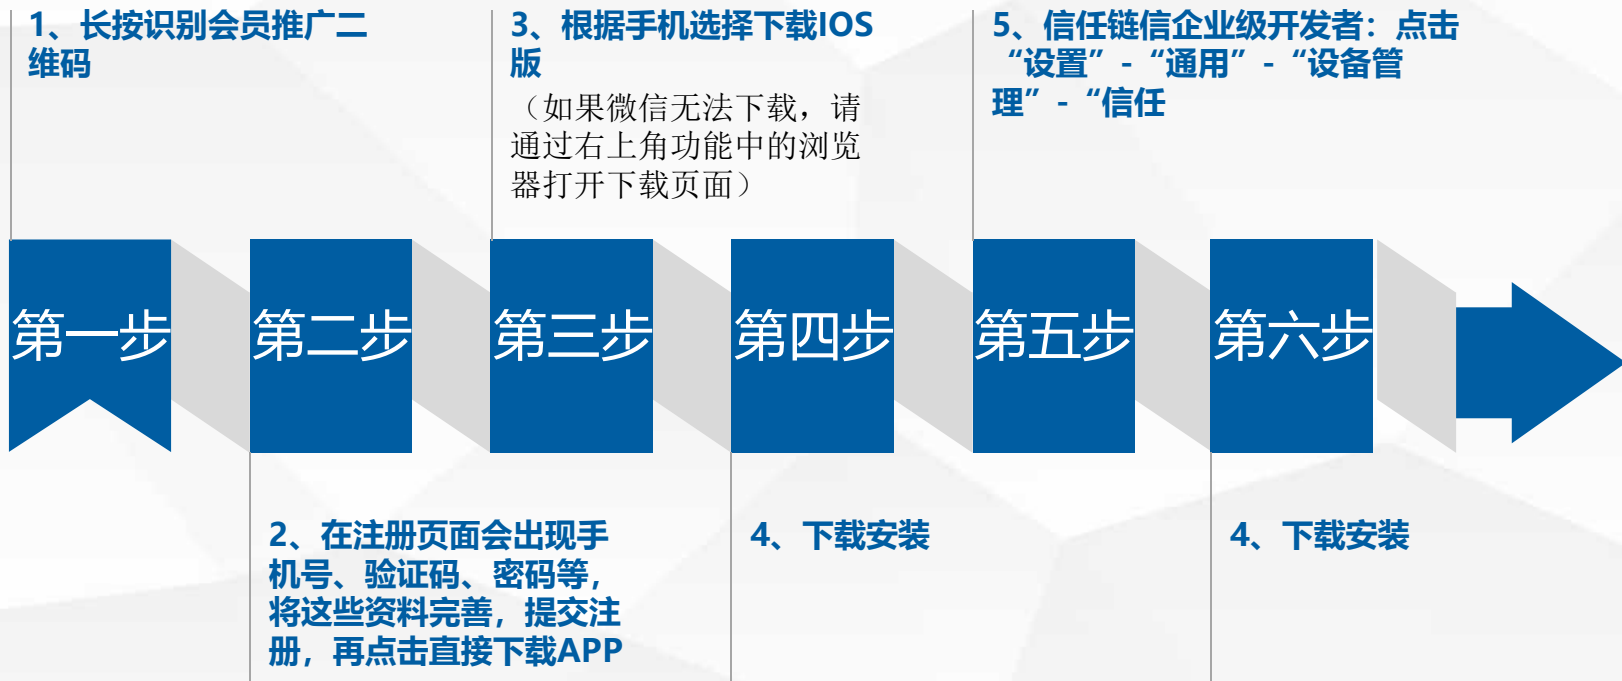 1、长按识别会员推广二
维码
3、根据手机选择下载IOS
版
（如果微信无法下载，请
通过右上角功能中的浏览
器打开下载页面）
5、信任链信企业级开发者：点击
“设置”-“通用”-“设备管
理”-“信任
第一步
第二步
第三步
第四步
第五步
第六步
2、在注册页面会出现手
机号、验证码、密码等，
将这些资料完善，提交注
册，再点击直接下载APP
4、下载安装
4、下载安装